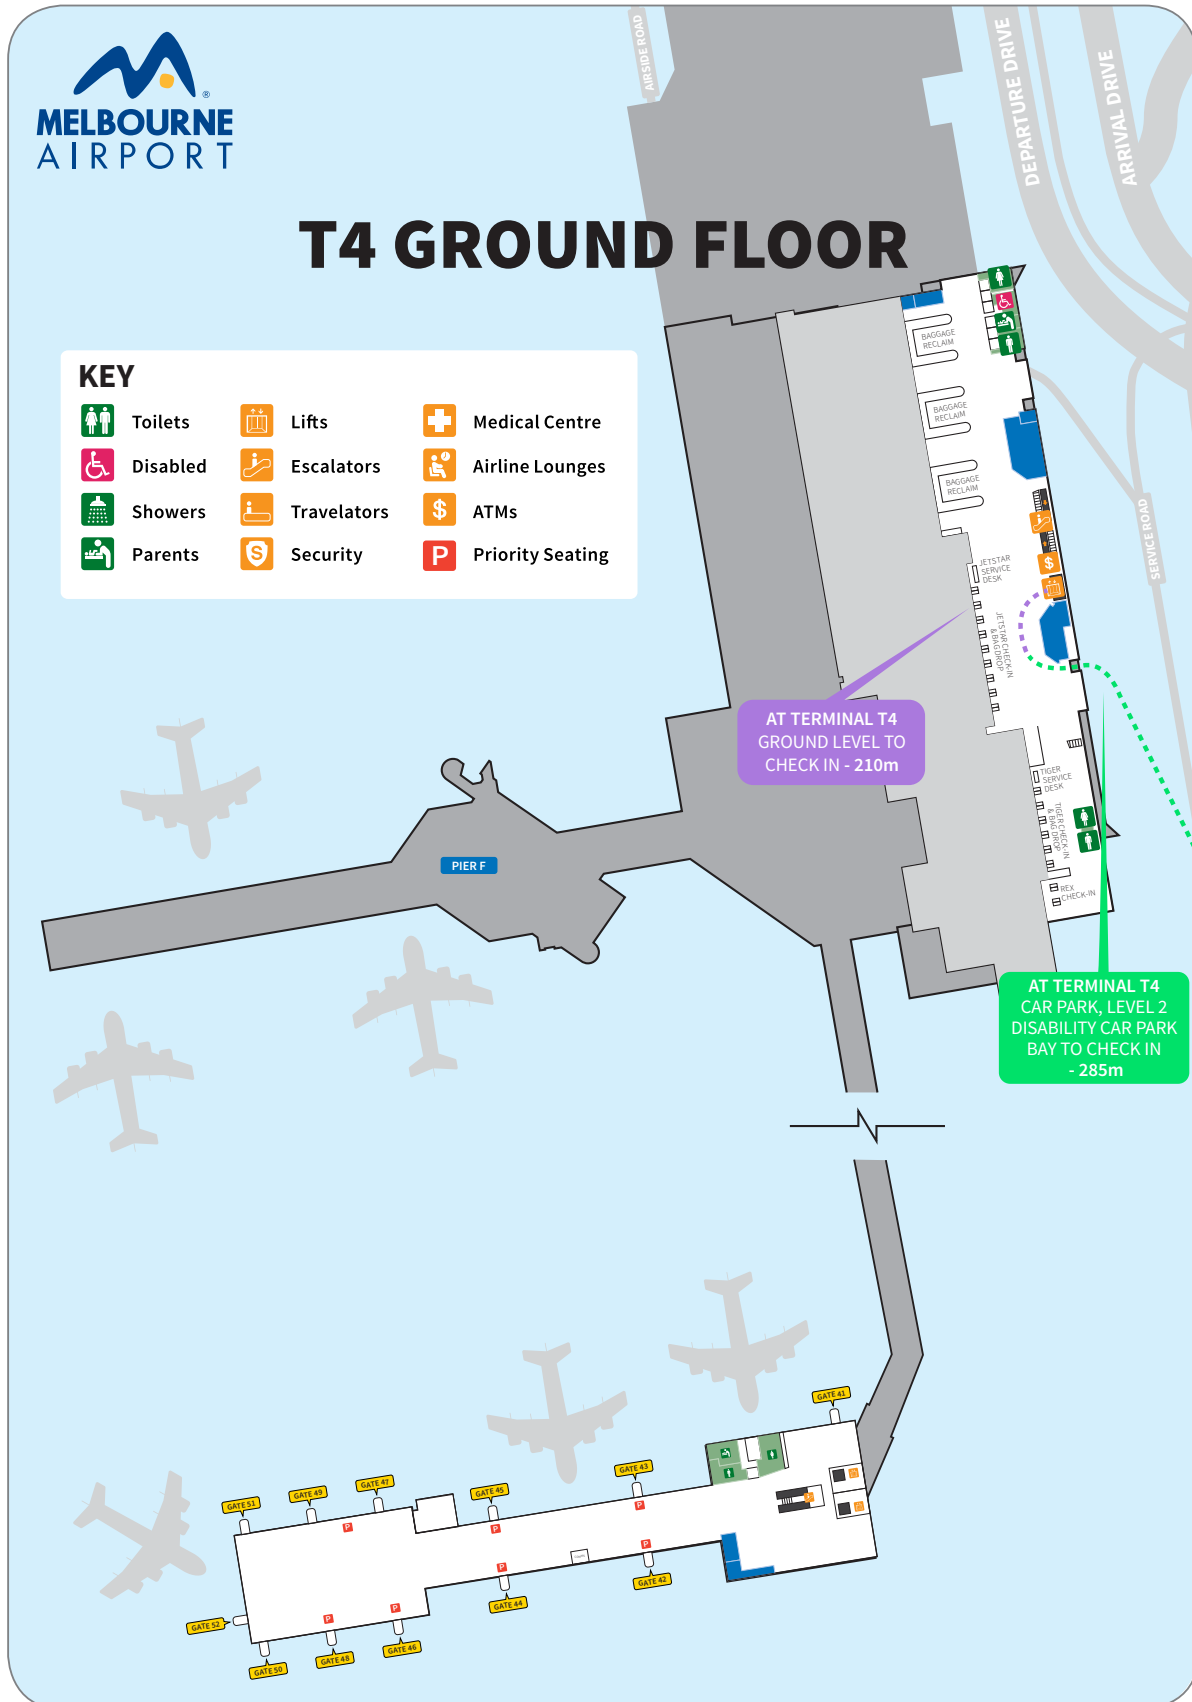 AIRSIDE ROAD
DEPARTURE DRIVE
ARRIVAL DRIVE
MELBOURNE
AIRPORT
®
T4 GROUND FLOOR
KEY
Toilets
Lifts
Medical Centre
Disabled
Escalators
Airline Lounges
Showers
Travelators
$
ATMs
Parents
S
Security
P
Priority Seating
BAGGAGE
RECLAIM
BAGGAGE
RECLAIM
BAGGAGE
RECLAIM
SERVICE ROAD
$
JETSTAR
SERVICE
DESK
JETSTAR CHECK-IN
& BAG DROP
AT TERMINAL T4
GROUND LEVEL TO
CHECK IN - 210m
TIGER
SERVICE
DESK
TIGER CHECK-IN
& BAG DROP
REX
CHECK-IN
PIER F
AT TERMINAL T4
CAR PARK, LEVEL 2
DISABILITY CAR PARK
BAY TO CHECK IN
- 285m
GATE 41
GATE 43
GATE 45
GATE 47
GATE 49
GATE 51
P
P
P
P
P
P
P
GATE 42
GATE 44
GATE 46
GATE 48
GATE 50
GATE 52